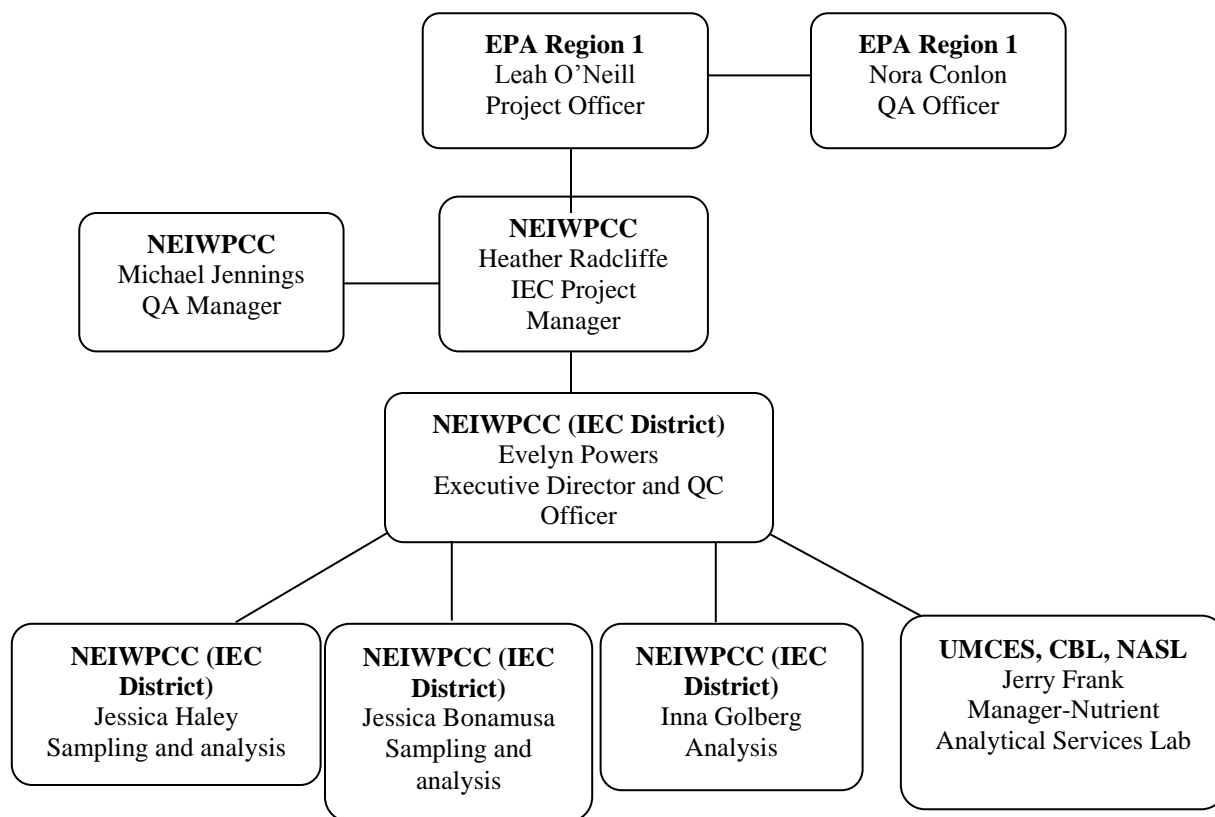 EPA Region 1
Leah O’Neill
Project Officer
EPA Region 1
Nora Conlon
QA Officer
NEIWPCC
Michael Jennings
QA Manager
NEIWPCC
Heather Radcliffe
IEC Project
Manager
NEIWPCC (IEC District)
Evelyn Powers
Executive Director and QC
Officer
NEIWPCC (IEC
District)
Jessica Haley
Sampling and analysis
NEIWPCC (IEC
District)
Jessica Bonamusa
Sampling and
analysis
NEIWPCC (IEC
District)
Inna Golberg
Analysis
UMCES, CBL, NASL
Jerry Frank
Manager-Nutrient
Analytical Services Lab